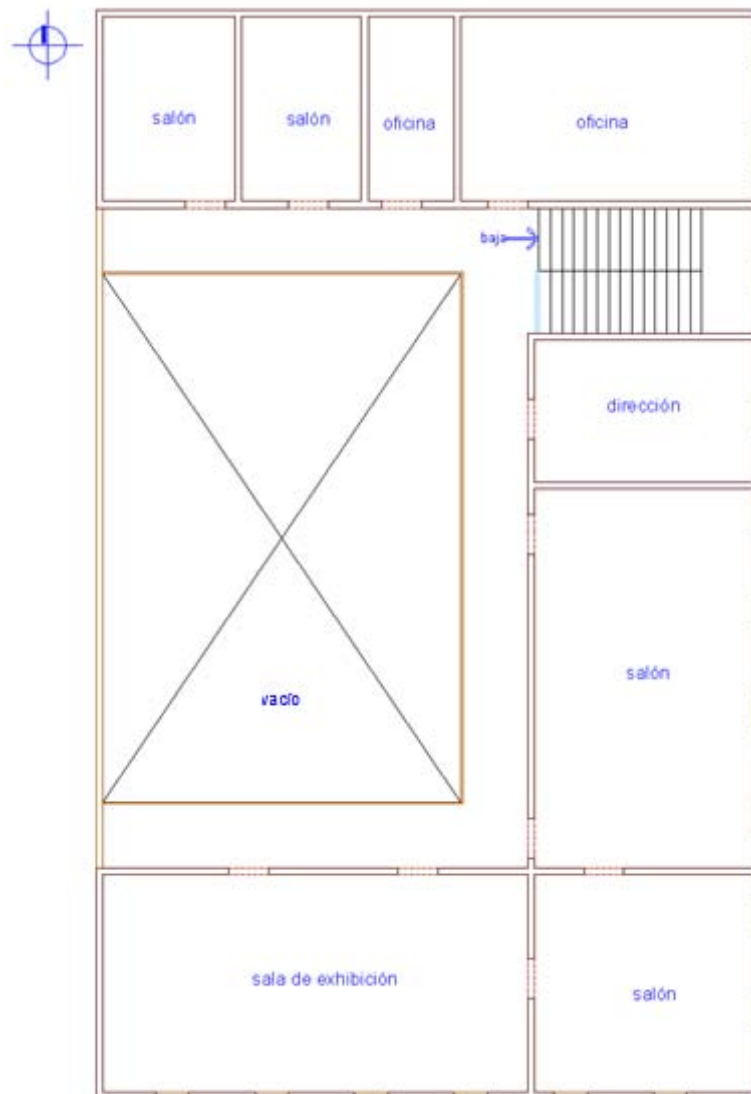 salón
salón
oficina
oficina
baja
dirección
salón
vacío
sala de exhibición
salón